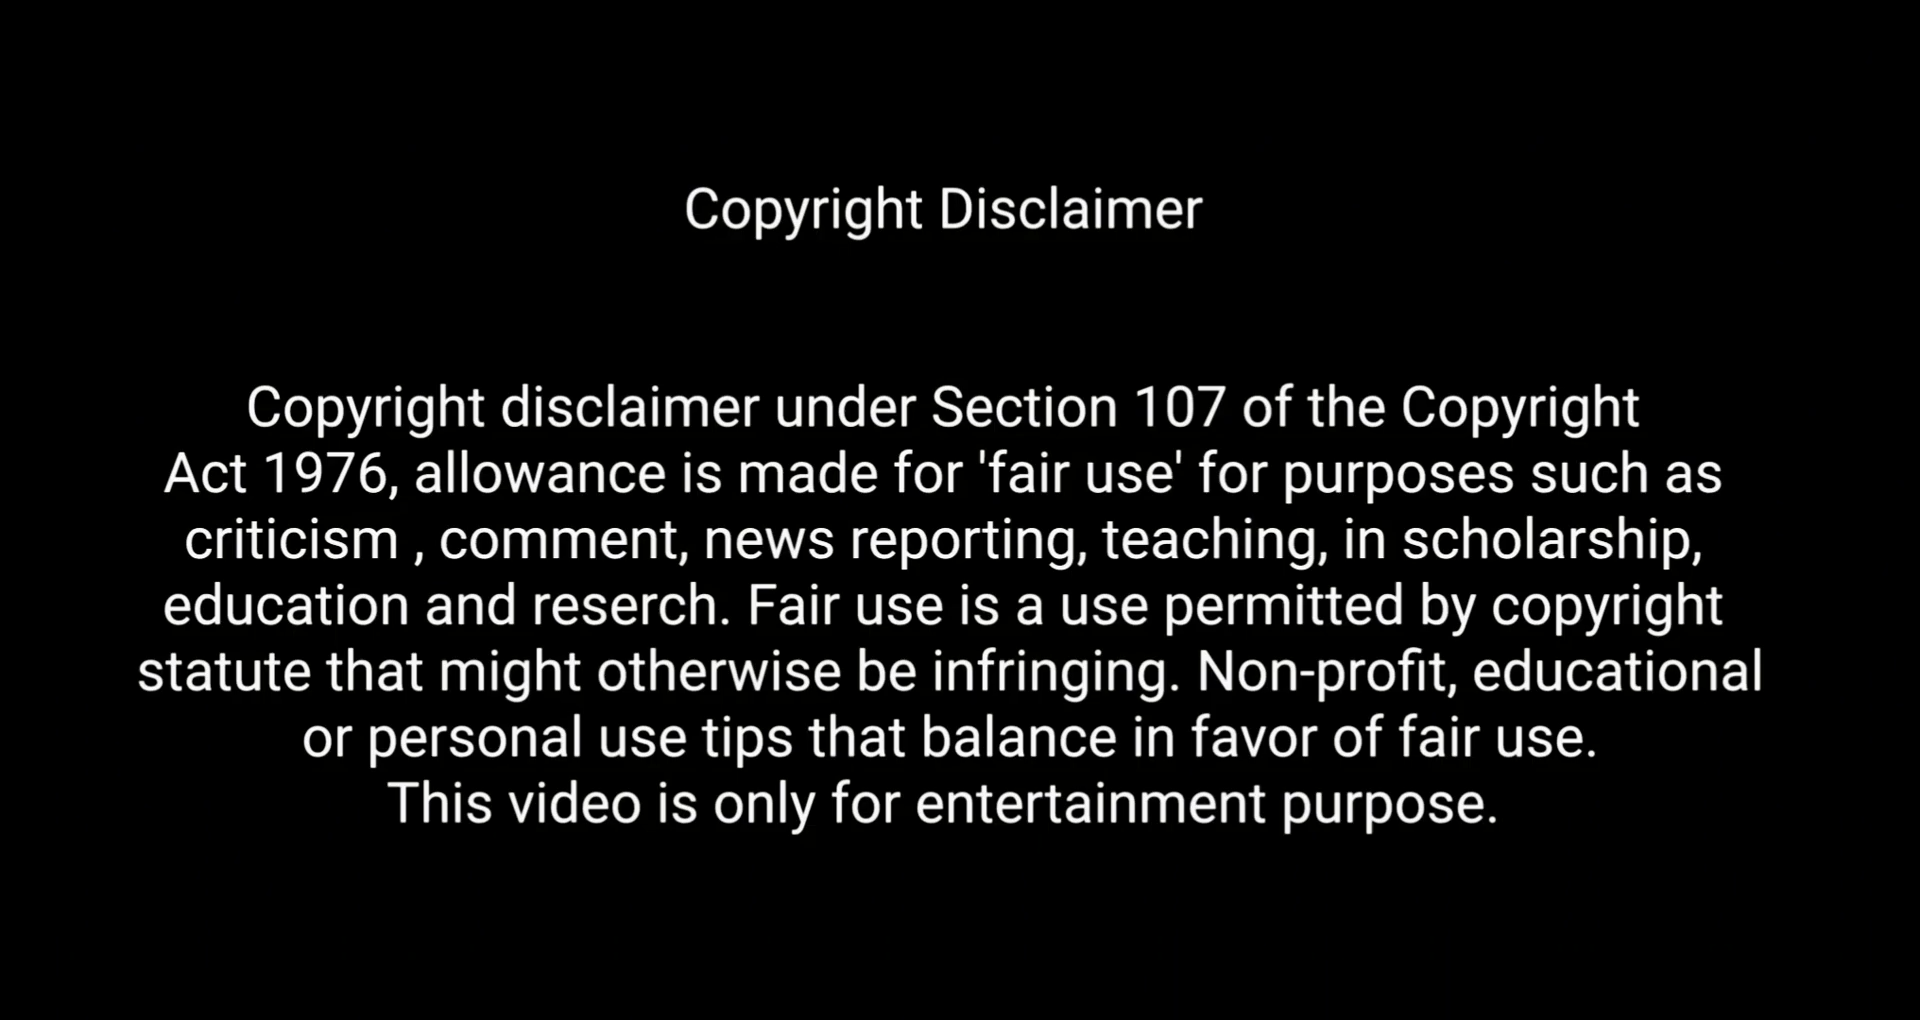 Copyright Disclaimer
Copyright disclaimer under Section 107 of the Copyright
Act 1976, allowance is made for 'fair use' for purposes such as
criticism , comment, news reporting, teaching, in scholarship,
education and reserch. Fair use is a use permitted by copyright
statute that might otherwise be infringing. Non-profit, educational
or personal use tips that balance in favor of fair use.
This video is only for entertainment purpose.